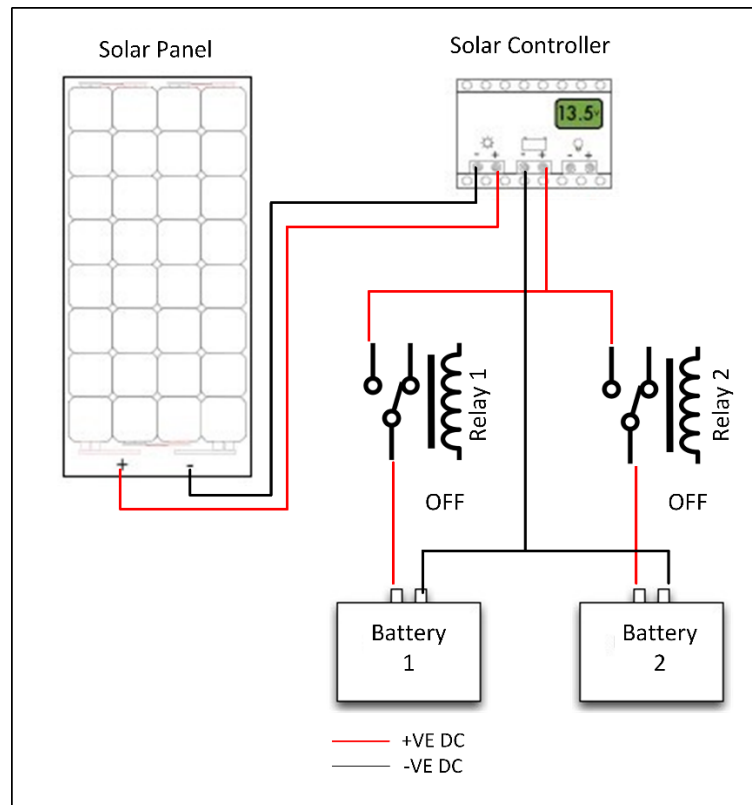 Solar Panel
Solar Controller
13.5v
- + - + - +
+ -
Relay 1
Relay 2
OFF
OFF
Battery
1
Battery
2
+VE DC
-VE DC